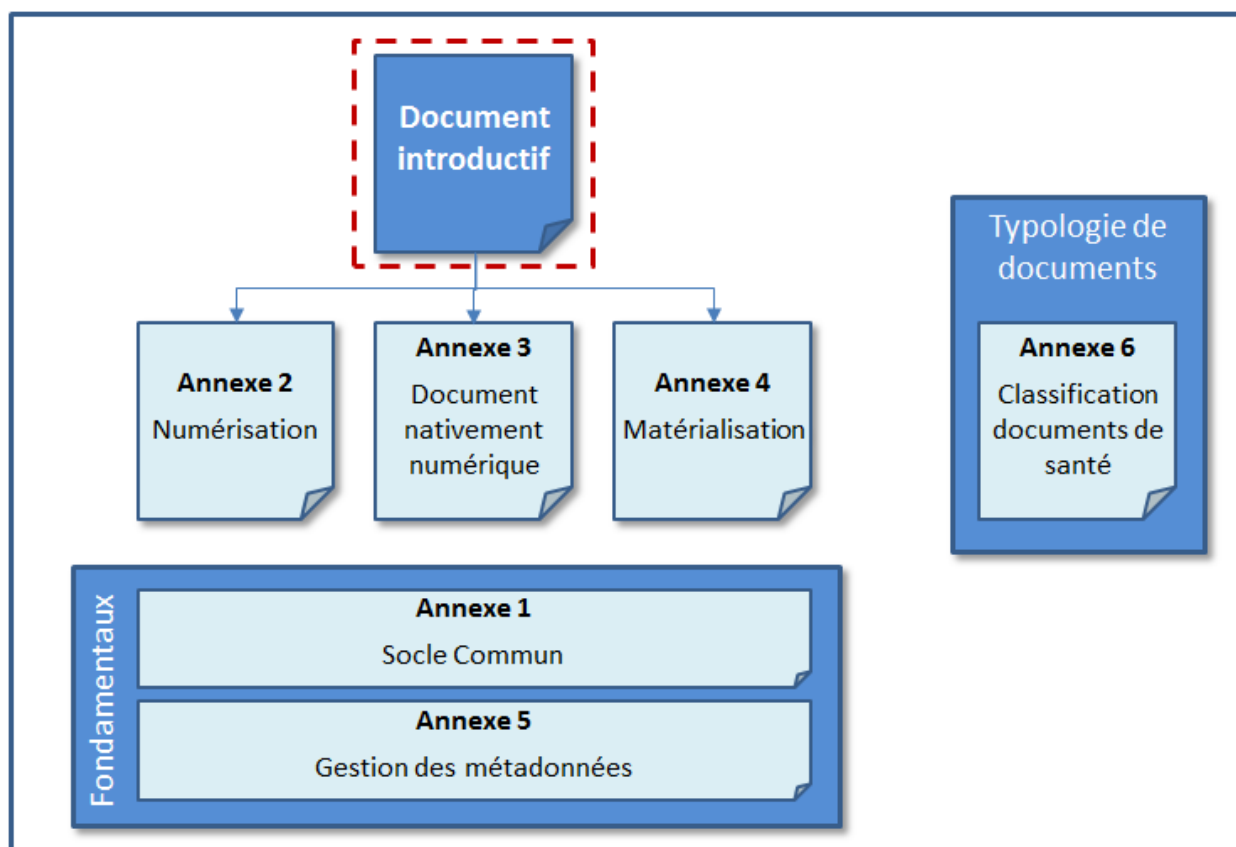 Document
introductif
Annexe 2
Numérisation
Annexe 3
Document
nativement
numérique
Annexe 4
Matérialisation
Typologie de
documents
Annexe 6
Classification
documents de
santé
Fondamentaux
Annexe 1
Socle Commun
Annexe 5
Gestion des métadonnées